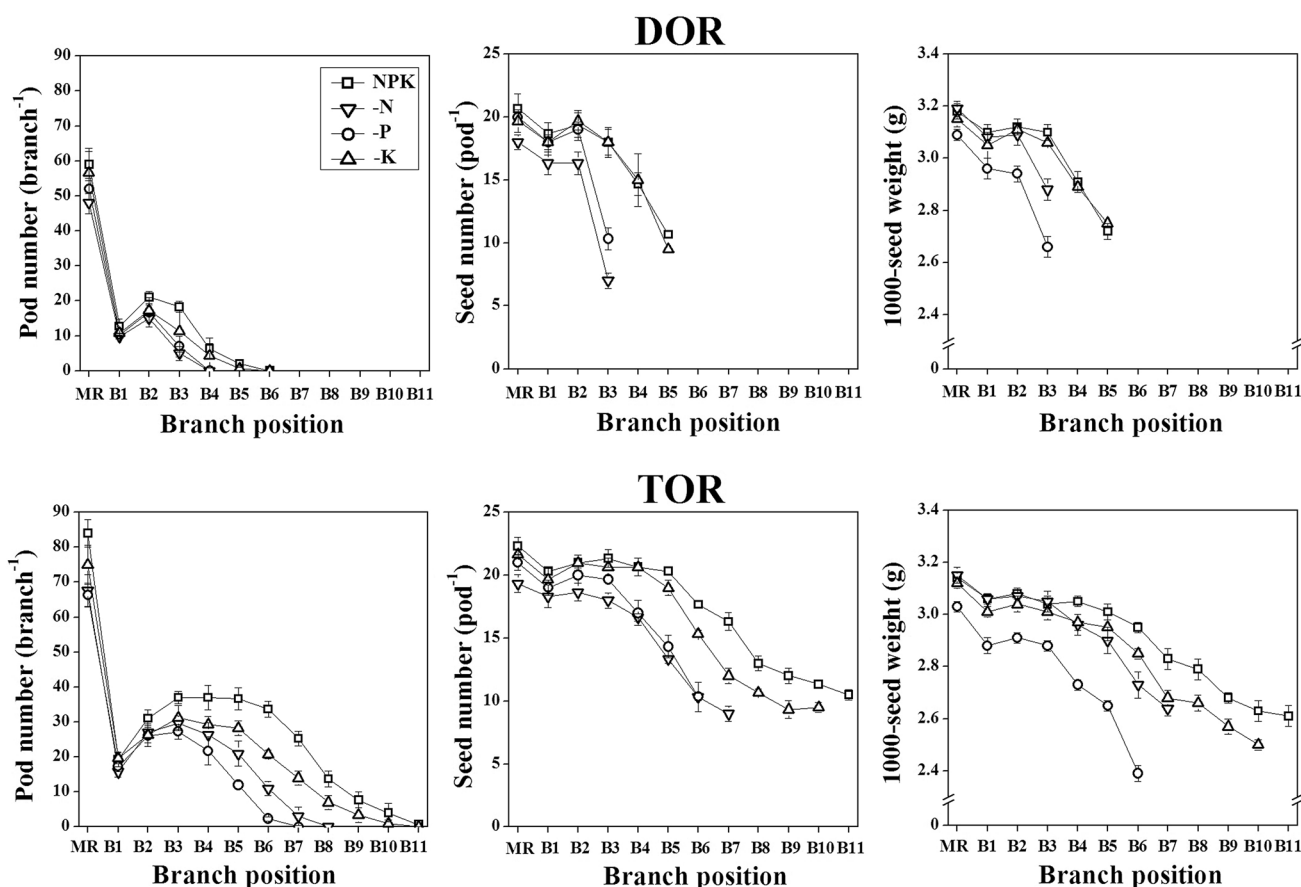 DOR
90
80
70
60
50
40
30
20
10
0
Pod number (branch⁻¹)
NPK
-N
-P
-K
MR B1 B2 B3 B4 B5 B6 B7 B8 B9 B10 B11
Branch position
25
20
15
10
5
0
Seed number (pod⁻¹)
MR B1 B2 B3 B4 B5 B6 B7 B8 B9 B10 B11
Branch position
3.4
3.2
3.0
2.8
2.6
2.4
0
1000-seed weight (g)
MR B1 B2 B3 B4 B5 B6 B7 B8 B9 B10 B11
Branch position
TOR
90
80
70
60
50
40
30
20
10
0
Pod number (branch⁻¹)
MR B1 B2 B3 B4 B5 B6 B7 B8 B9 B10 B11
Branch position
25
20
15
10
5
0
Seed number (pod⁻¹)
MR B1 B2 B3 B4 B5 B6 B7 B8 B9 B10 B11
Branch position
3.4
3.2
3.0
2.8
2.6
2.4
0
1000-seed weight (g)
MR B1 B2 B3 B4 B5 B6 B7 B8 B9 B10 B11
Branch position